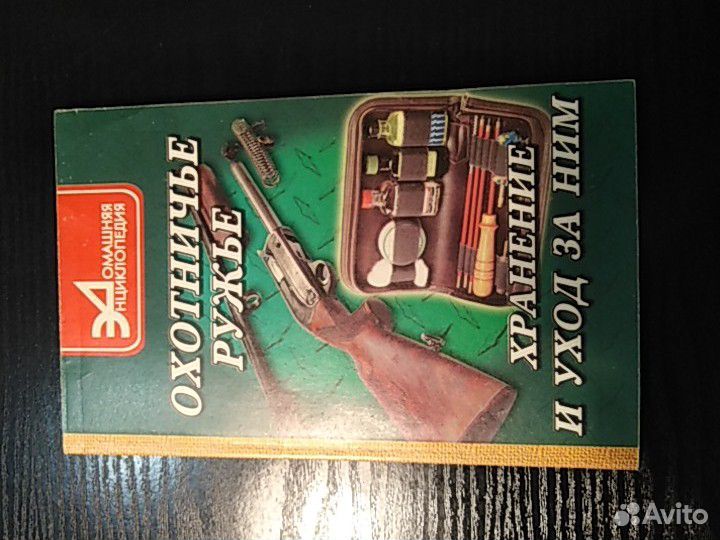 ДОМАШНЯЯ
ЭНЦИКЛОПЕДИЯ
ОХОТНИЧЬЕ
РУЖЬЕ
ХРАНЕНИЕ
И УХОД ЗА НИМ
Avito